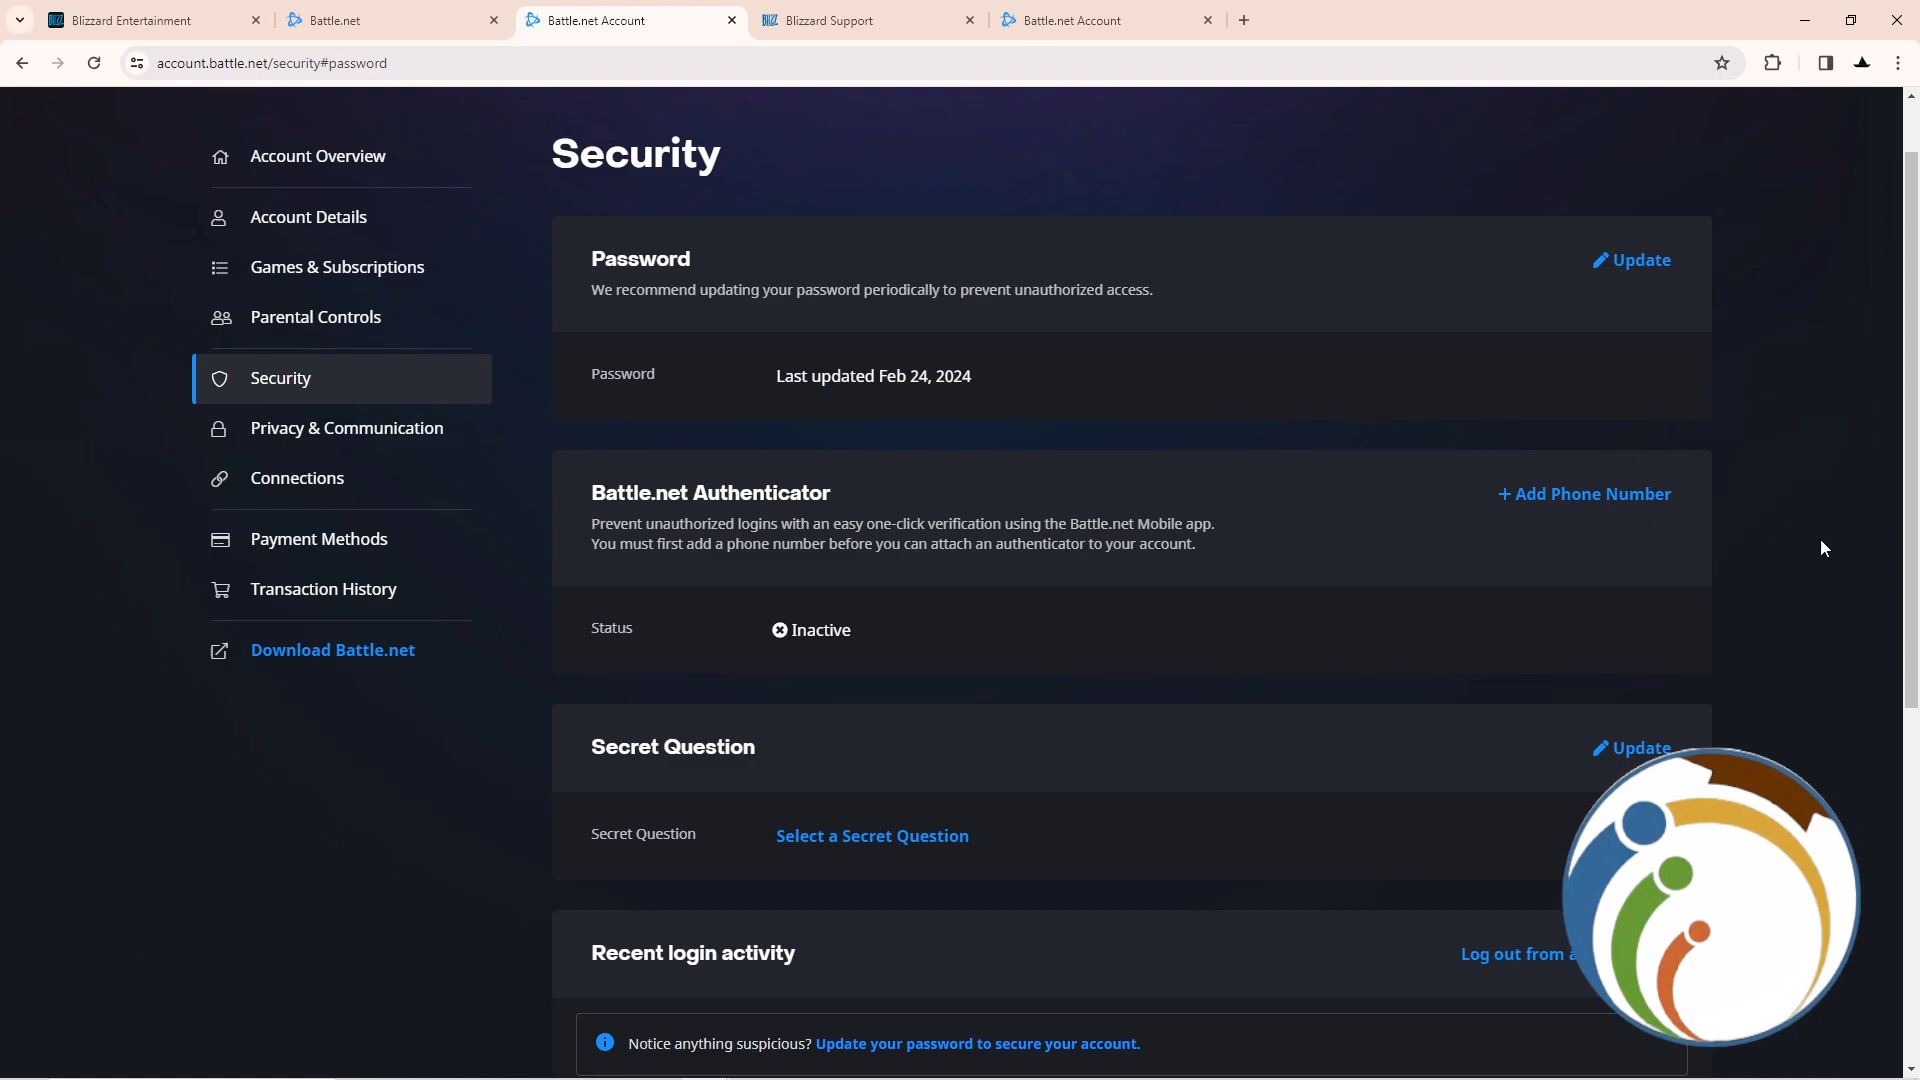 Blizzard Entertainment
Battle.net
Battle.net Account
BLIZZ Blizzard Support
Battle.net Account
account.battle.net/security#password
Account Overview
Account Details
Games & Subscriptions
Parental Controls
Security
Privacy & Communication
Connections
Payment Methods
Transaction History
Download Battle.net
Security
Password
Update
We recommend updating your password periodically to prevent unauthorized access.
Password
Last updated Feb 24, 2024
Battle.net Authenticator
+ Add Phone Number
Prevent unauthorized logins with an easy one-click verification using the Battle.net Mobile app.
You must first add a phone number before you can attach an authenticator to your account.
Status
Inactive
Secret Question
Update
Secret Question
Select a Secret Question
Recent login activity
Log out from
Notice anything suspicious? Update your password to secure your account.